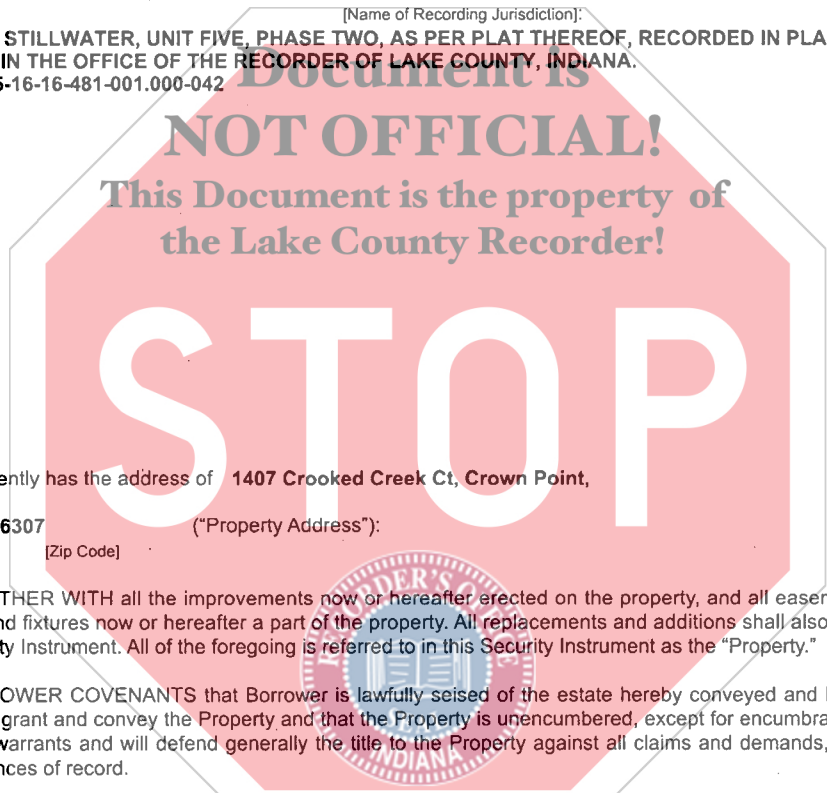 [Name of Recording Jurisdiction]:
STILLWATER, UNIT FIVE, PHASE TWO, AS PER PLAT THEREOF, RECORDED IN PLA
IN THE OFFICE OF THE RECORDER OF LAKE COUNTY, INDIANA.
-16-16-481-001.000-042
Document is
NOT OFFICIAL!
This Document is the property of
the Lake County Recorder!
STOP
ently has the address of 1407 Crooked Creek Ct, Crown Point,
6307 ("Property Address"):
[Zip Code]
THER WITH all the improvements now or hereafter erected on the property, and all easer
nd fixtures now or hereafter a part of the property. All replacements and additions shall also
ty Instrument. All of the foregoing is referred to in this Security Instrument as the "Property."
OWER COVENANTS that Borrower is lawfully seised of the estate hereby conveyed and
grant and convey the Property and that the Property is unencumbered, except for encumbra
warrants and will defend generally the title to the Property against all claims and demands,
nces of record.
RECORDER'S OFFICE
INDIANA